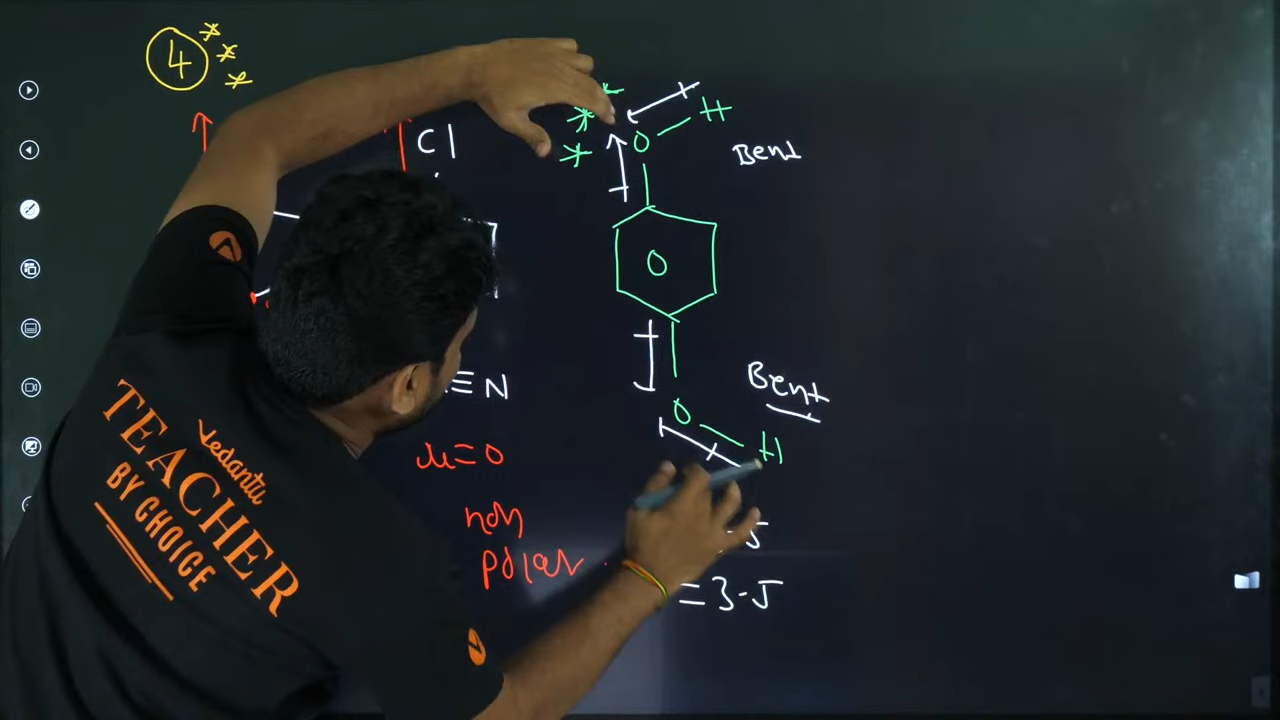 4
Cl
O
H
Bent
O
≡ N
Bent
O
H
μ = 0
non
polar
= 3-5
Vedantu
TEACHER
BY CHOICE